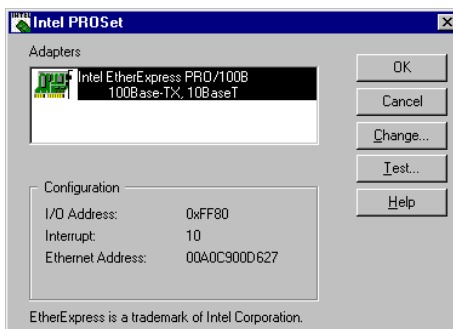 Intel PROSet
Adapters
Intel EtherExpress PRO/100B
100Base-TX, 10BaseT
OK
Cancel
Change...
Test...
Help
Configuration
I/O Address: 0xFF80
Interrupt: 10
Ethernet Address: 00A0C900D627
EtherExpress is a trademark of Intel Corporation.